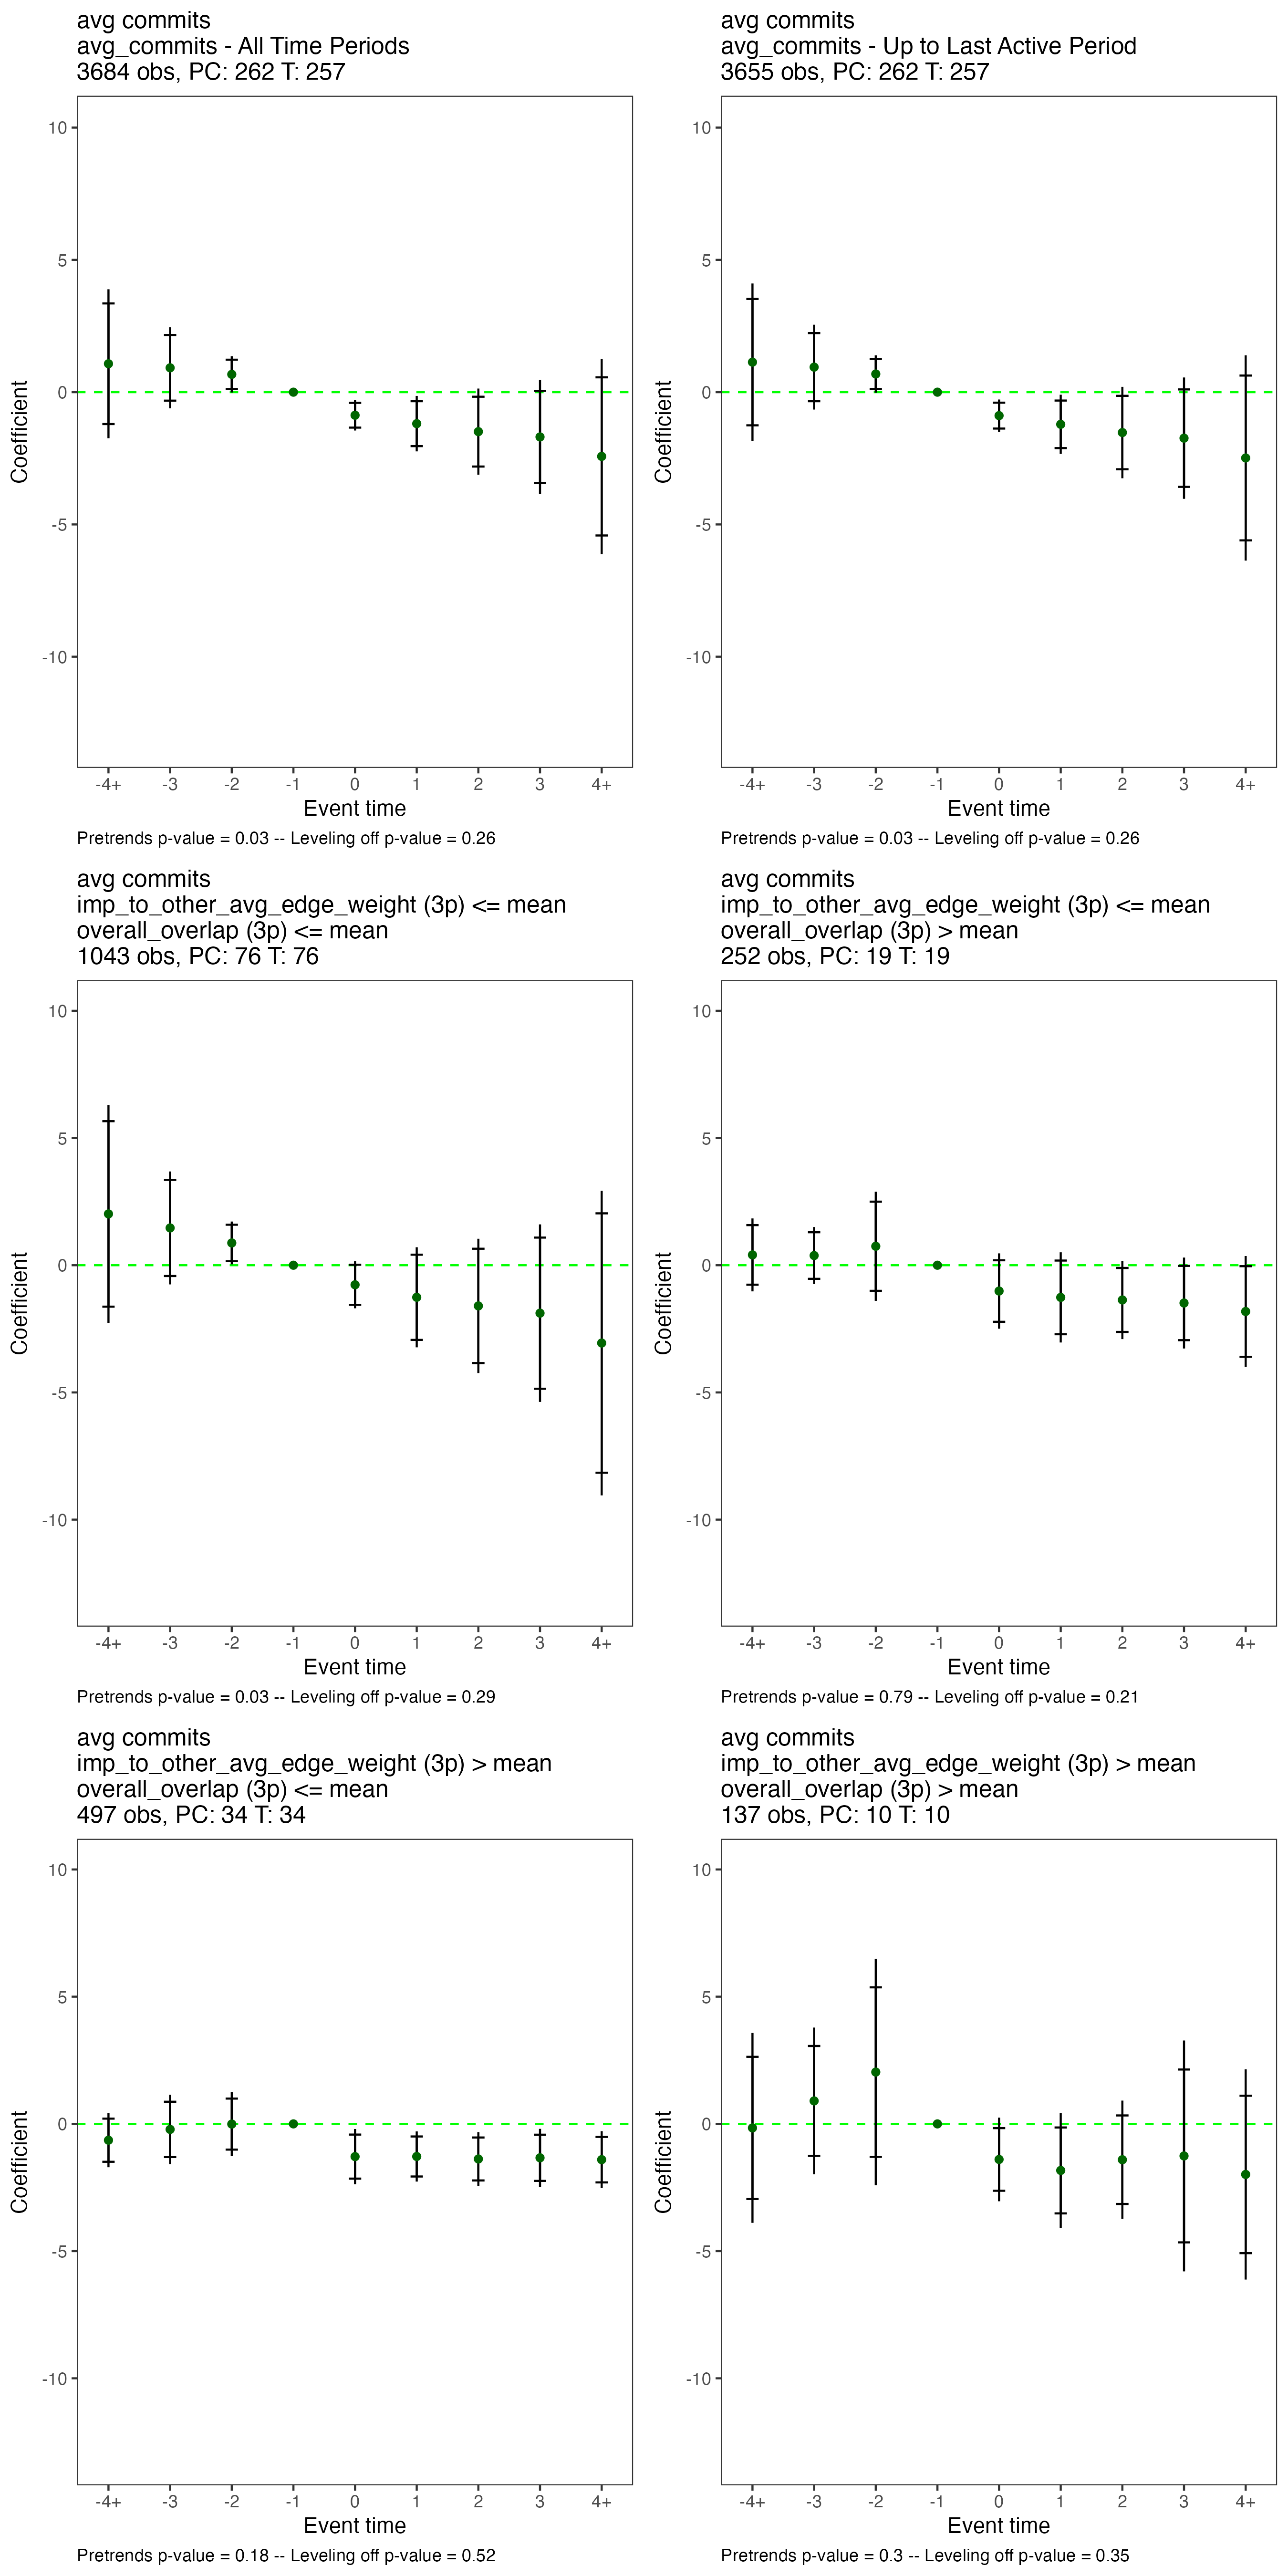 avg commits
avg_commits - All Time Periods
3684 obs, PC: 262 T: 257
10
5
0
-5
-10
Coefficient
-4+ -3 -2 -1 0 1 2 3 4+
Event time
Pretrends p-value = 0.03 -- Leveling off p-value = 0.26
avg commits
avg_commits - Up to Last Active Period
3655 obs, PC: 262 T: 257
10
5
0
-5
-10
Coefficient
-4+ -3 -2 -1 0 1 2 3 4+
Event time
Pretrends p-value = 0.03 -- Leveling off p-value = 0.26
avg commits
imp_to_other_avg_edge_weight (3p) <= mean
overall_overlap (3p) <= mean
1043 obs, PC: 76 T: 76
10
5
0
-5
-10
Coefficient
-4+ -3 -2 -1 0 1 2 3 4+
Event time
Pretrends p-value = 0.03 -- Leveling off p-value = 0.29
avg commits
imp_to_other_avg_edge_weight (3p) <= mean
overall_overlap (3p) > mean
252 obs, PC: 19 T: 19
10
5
0
-5
-10
Coefficient
-4+ -3 -2 -1 0 1 2 3 4+
Event time
Pretrends p-value = 0.79 -- Leveling off p-value = 0.21
avg commits
imp_to_other_avg_edge_weight (3p) > mean
overall_overlap (3p) <= mean
497 obs, PC: 34 T: 34
10
5
0
-5
-10
Coefficient
-4+ -3 -2 -1 0 1 2 3 4+
Event time
Pretrends p-value = 0.18 -- Leveling off p-value = 0.52
avg commits
imp_to_other_avg_edge_weight (3p) > mean
overall_overlap (3p) > mean
137 obs, PC: 10 T: 10
10
5
0
-5
-10
Coefficient
-4+ -3 -2 -1 0 1 2 3 4+
Event time
Pretrends p-value = 0.3 -- Leveling off p-value = 0.35